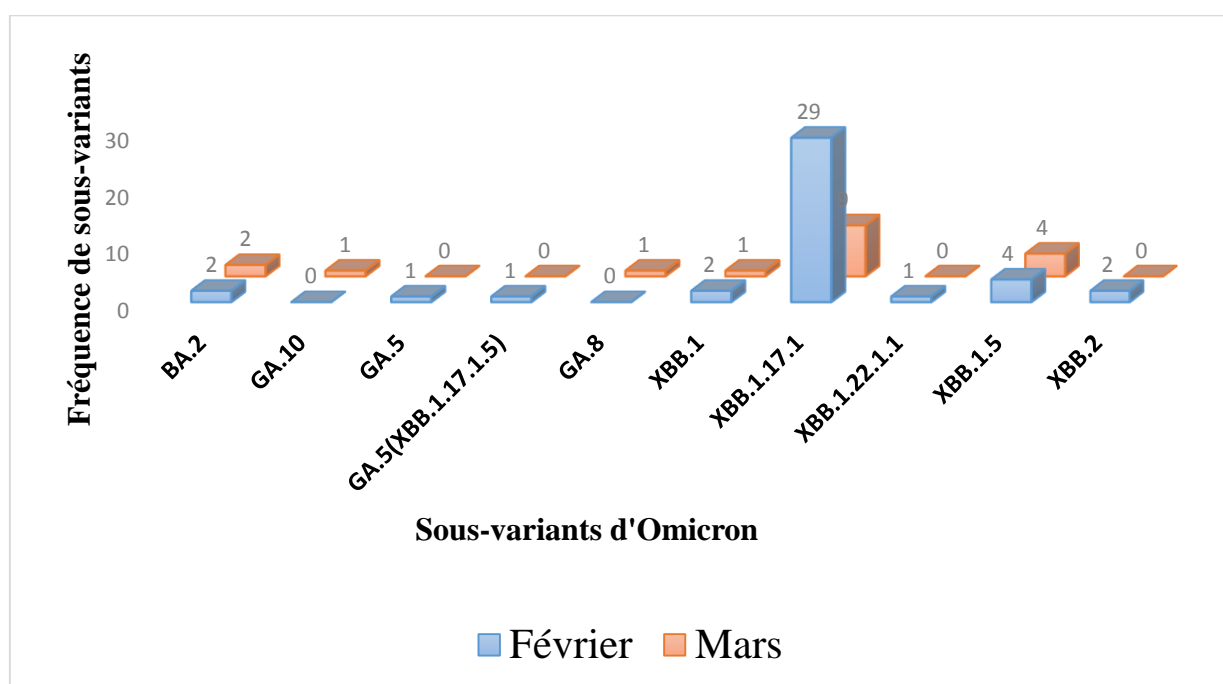 Fréquence de sous-variants
30
20
10
0
2
2
0
1
1
0
1
0
0
1
2
1
29
1
0
4
4
2
0
BA.2
GA.10
GA.5
GA.5(XBB.1.17.1.5)
GA.8
XBB.1
XBB.1.17.1
XBB.1.22.1.1
XBB.1.5
XBB.2
Sous-variants d'Omicron
Février
Mars